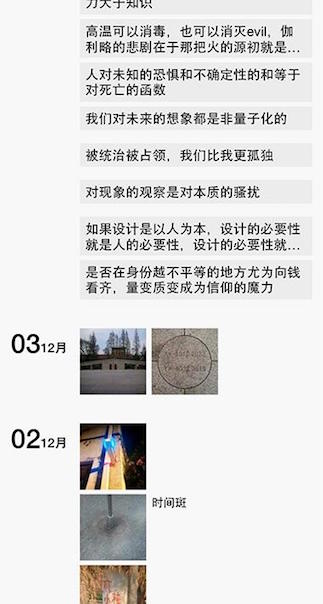 力大于知识
高温可以消毒，也可以消灭evil，伽
利略的悲剧在于那把火的源初就是...
人对未知的恐惧和不确定性的和等于
对死亡的函数
我们对未来的想象都是非量子化的
被统治被占领，我们比我更孤独
对现象的观察是对本质的骚扰
如果设计是以人为本，设计的必要性
就是人的必要性，设计的必要性就...
是否在身份越不平等的地方尤为向钱
看齐，量变质变成为信仰的魔力
03 12月
02 12月
时间斑